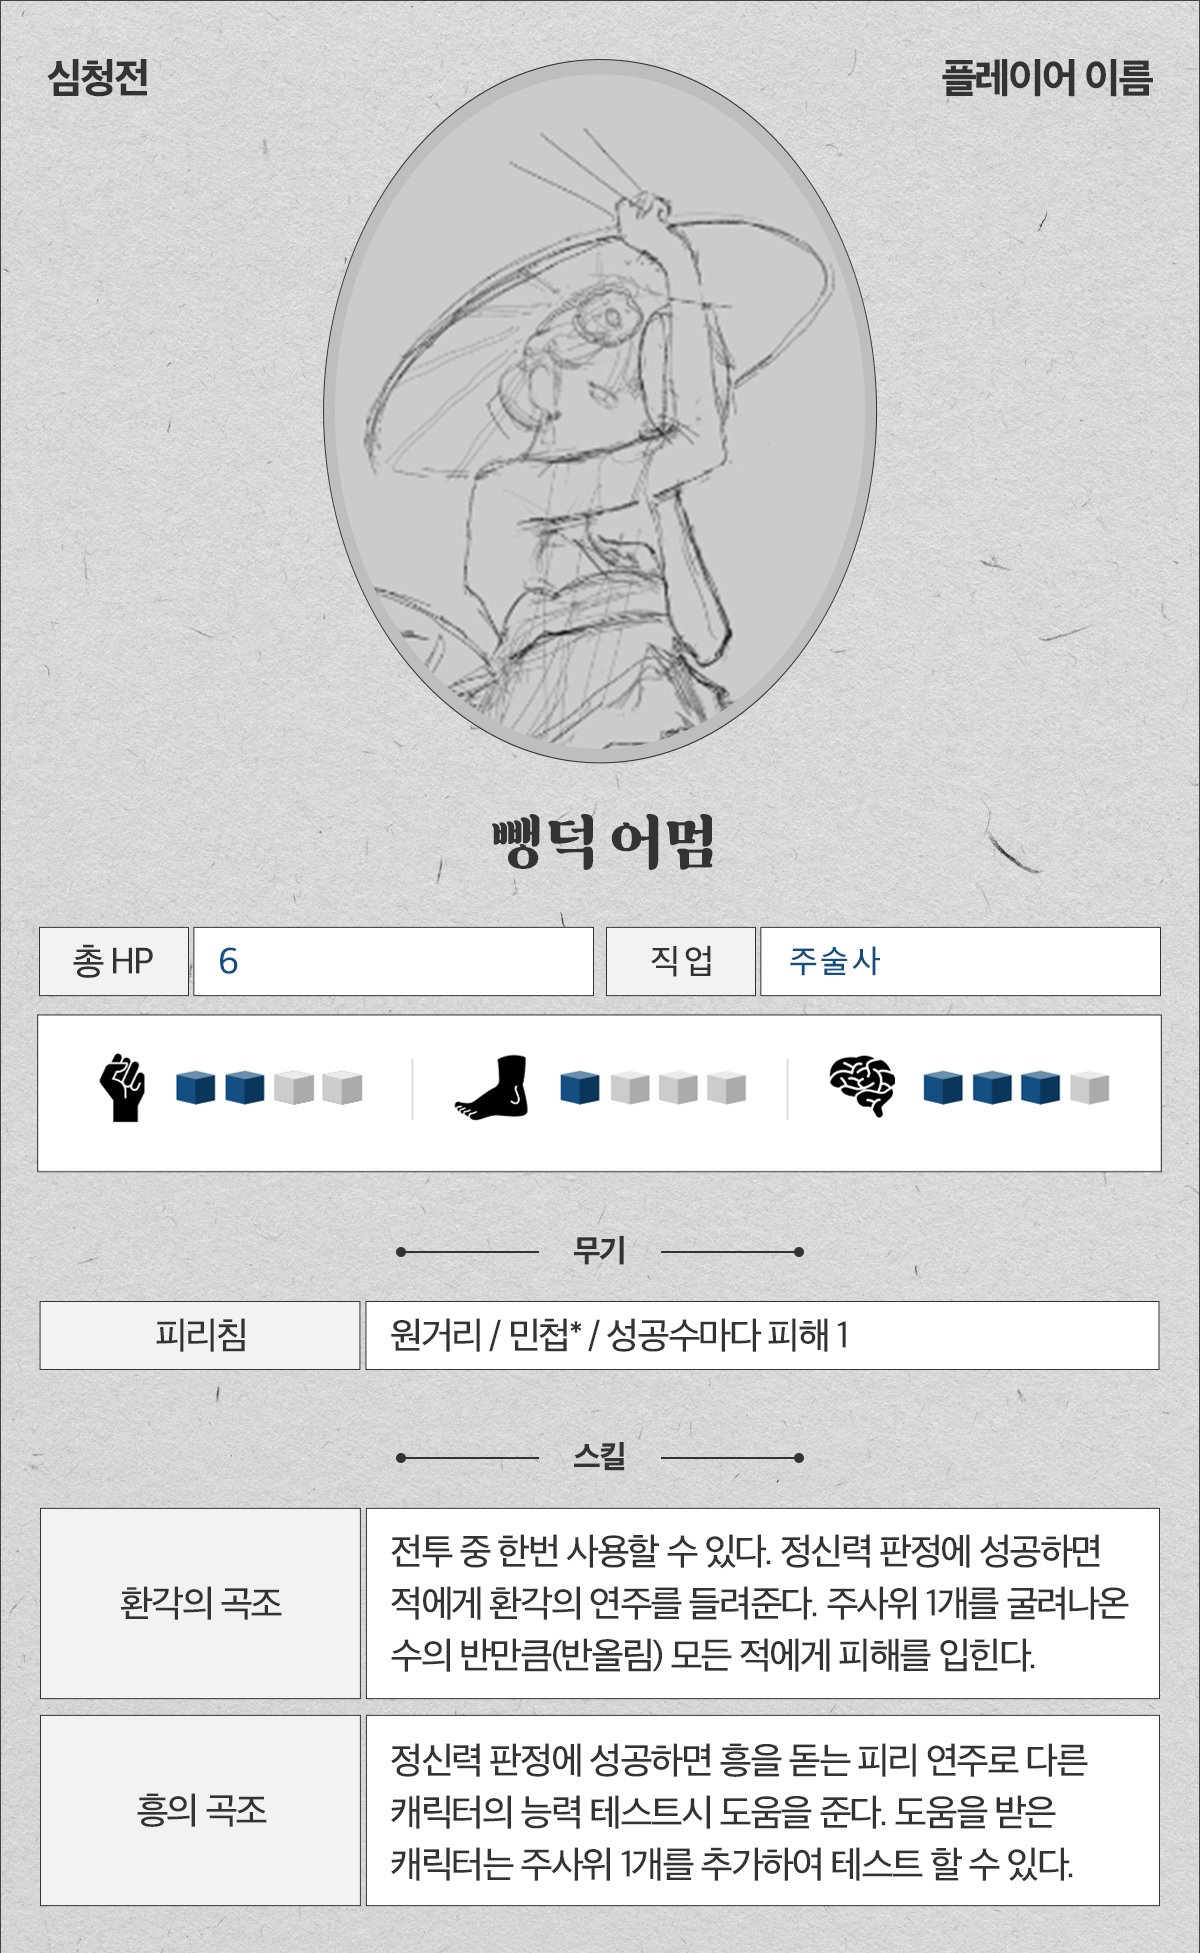 심청전
플레이어 이름
뺑덕 어멈
총 HP
6
직업
주술사
무기
피리침
원거리 / 민첩* / 성공수마다 피해 1
스킬
환각의 곡조
전투 중 한번 사용할 수 있다. 정신력 판정에 성공하면
적에게 환각의 연주를 들려준다. 주사위 1개를 굴려나온
수의 반만큼(반올림) 모든 적에게 피해를 입힌다.
흥의 곡조
정신력 판정에 성공하면 흥을 돋는 피리 연주로 다른
캐릭터의 능력 테스트시 도움을 준다. 도움을 받은
캐릭터는 주사위 1개를 추가하여 테스트 할 수 있다.